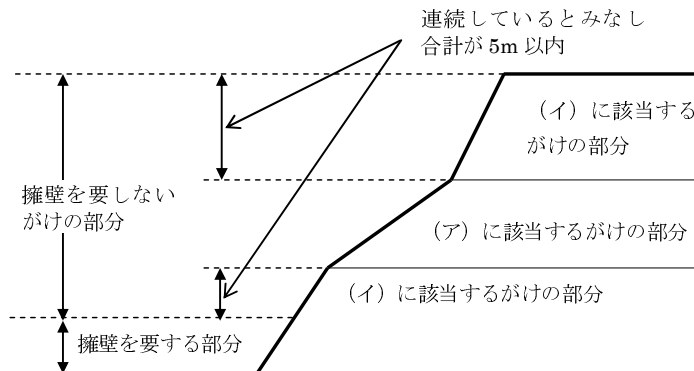 連続しているとみなし
合計が 5m 以内
(イ)に該当する
がけの部分
擁壁を要しない
がけの部分
(ア)に該当するがけの部分
(イ)に該当するがけの部分
擁壁を要する部分